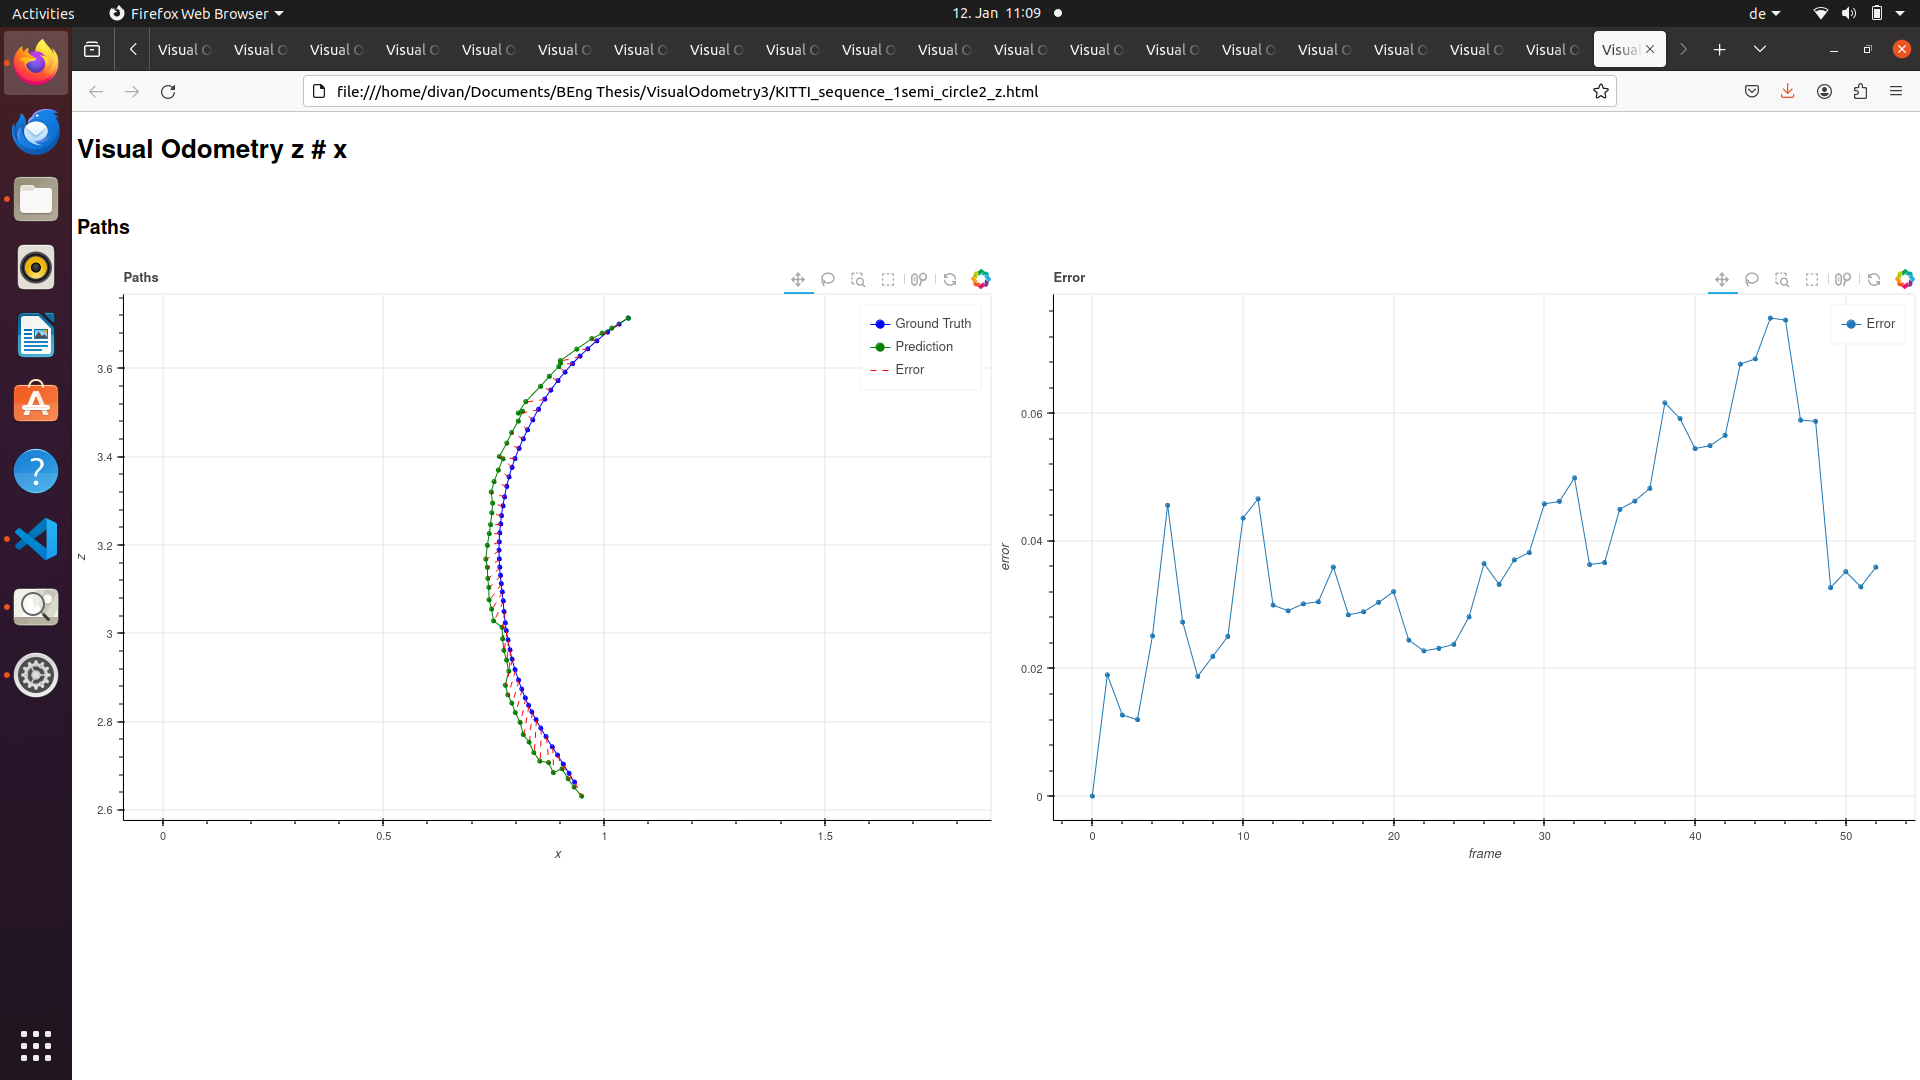 Activities Firefox Web Browser 12. Jan 11:09 de
Visual Visual Visual Visual Visual Visual Visual Visual Visual Visual Visual Visual Visual Visual Visual Visual Visual Visual Visual Visual
file:///home/divan/Documents/BEng Thesis/VisualOdometry3/KITTI_sequence_1semi_circle2_z.html
Visual Odometry z # x
Paths
Paths
Ground Truth
Prediction
Error
3.6
3.4
3.2
3
2.8
2.6
z
0 0.5 1 1.5
x
Error
Error
0.06
0.04
0.02
0
error
0 10 20 30 40 50
frame